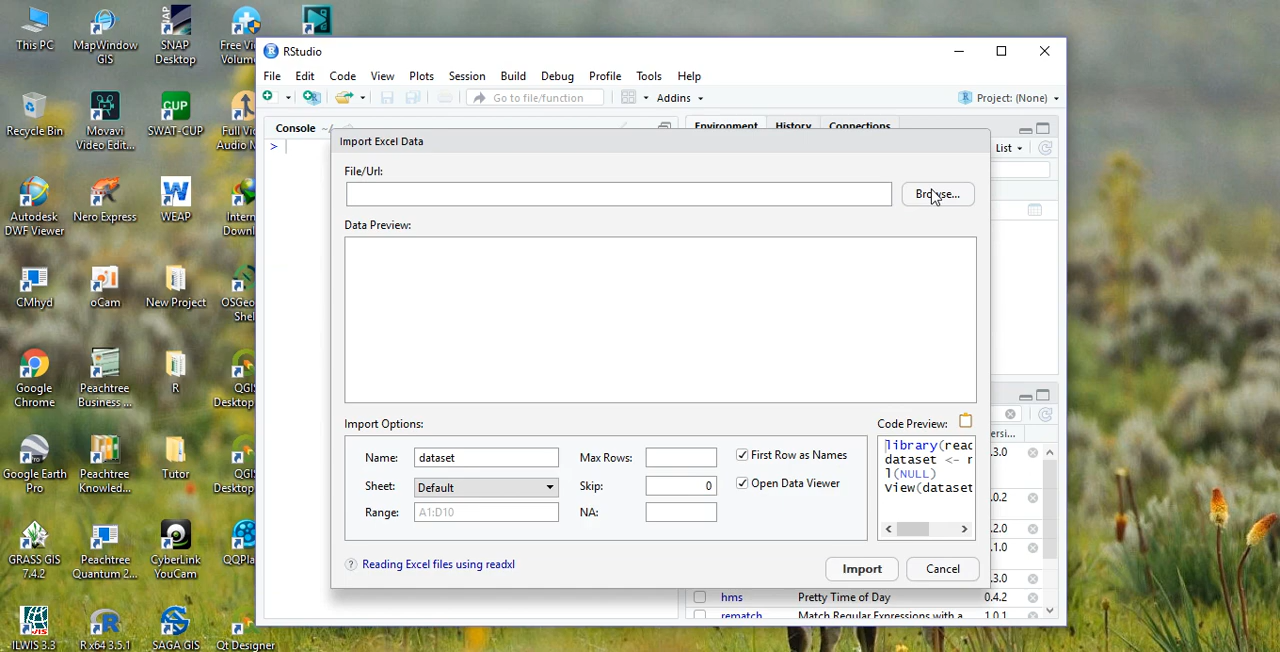 This PC
MapWindow
GIS
SNAP
Desktop
Free Vi
Volum
Recycle Bin
Movavi
Video Edit...
CUP
SWAT-CUP
Full Vi
Audio M
Autodesk
DWF Viewer
Nero Express
W
WEAP
Intern
Downl
CMhyd
oCam
New Project
OSGeo
Shel
Google
Chrome
Peachtree
Business ...
R
QGI
Desktop
Google Earth
Pro
Peachtree
Knowled...
Tutor
QGI
Desktop
GRASS GIS
7.4.2
Peachtree
Quantum 2...
CyberLink
YouCam
QQPla
ILWIS 3.3
R x64 3.5.1
SAGA GIS
Qt Designer
RStudio
File Edit Code View Plots Session Build Debug Profile Tools Help
Go to file/function
Addins
Project: (None)
Console ~/
>
Environment History Connections
List
Import Excel Data
File/Url:
Browse...
Data Preview:
Import Options:
Name: dataset
Sheet: Default
Range: A1:D10
Max Rows:
Skip: 0
NA:
First Row as Names
Open Data Viewer
Code Preview:
library(read
dataset <- r
l(NULL)
View(dataset
? Reading Excel files using readxl
Import
Cancel
ersi...
.3.0
.0.2
.2.0
.1.0
.3.0
hms Pretty Time of Day 0.4.2
rematch Match Regular Expressions with a 1.0.1